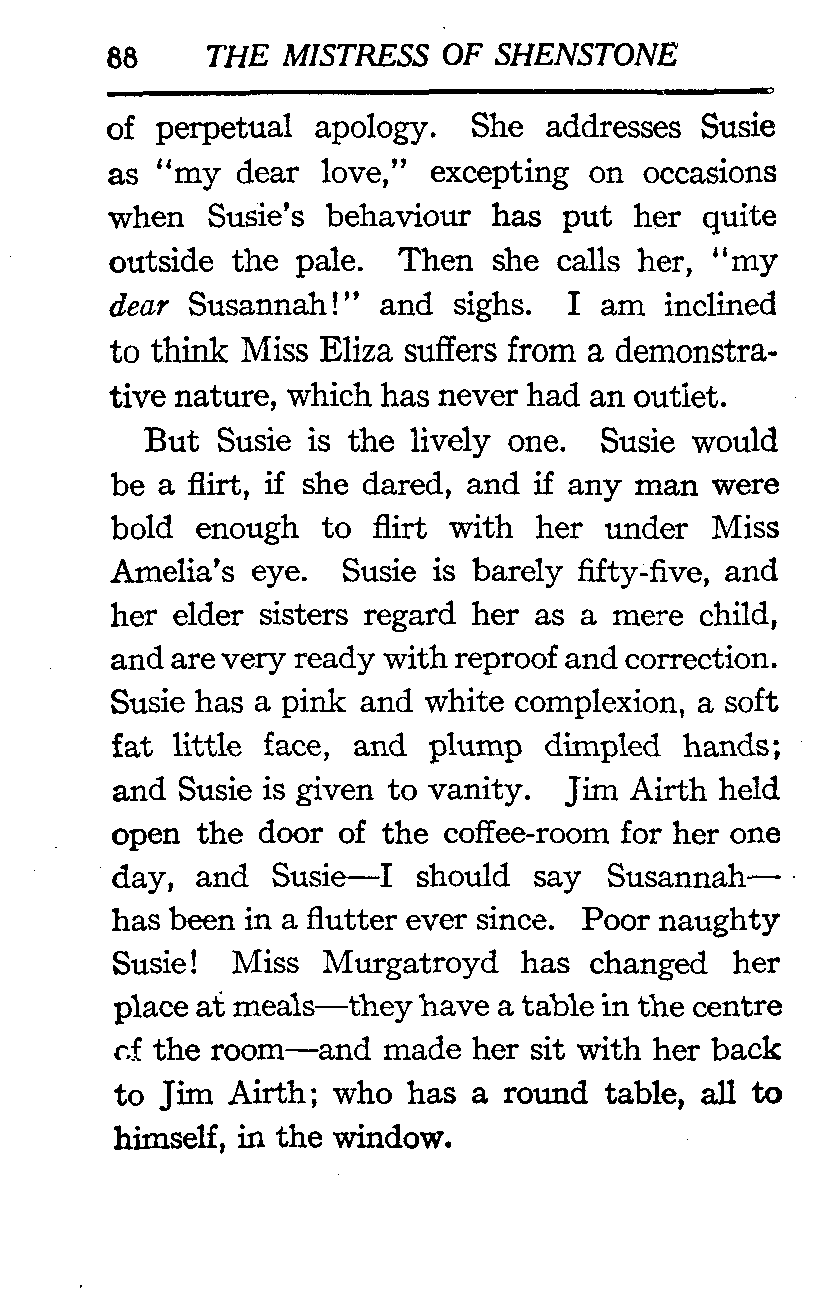 88 THE MISTRESS OF SHENSTONE
of perpetual apology. She addresses Susie
as “my dear love,” excepting on occasions
when Susie’s behaviour has put her quite
outside the pale. Then she calls her, “my
dear Susannah!” and sighs. I am inclined
to think Miss Eliza suffers from a demonstra-
tive nature, which has never had an outlet.
But Susie is the lively one. Susie would
be a flirt, if she dared, and if any man were
bold enough to flirt with her under Miss
Amelia’s eye. Susie is barely fifty-five, and
her elder sisters regard her as a mere child,
and are very ready with reproof and correction.
Susie has a pink and white complexion, a soft
fat little face, and plump dimpled hands;
and Susie is given to vanity. Jim Airth held
open the door of the coffee-room for her one
day, and Susie—I should say Susannah—
has been in a flutter ever since. Poor naughty
Susie! Miss Murgatroyd has changed her
place at meals—they have a table in the centre
of the room—and made her sit with her back
to Jim Airth; who has a round table, all to
himself, in the window.